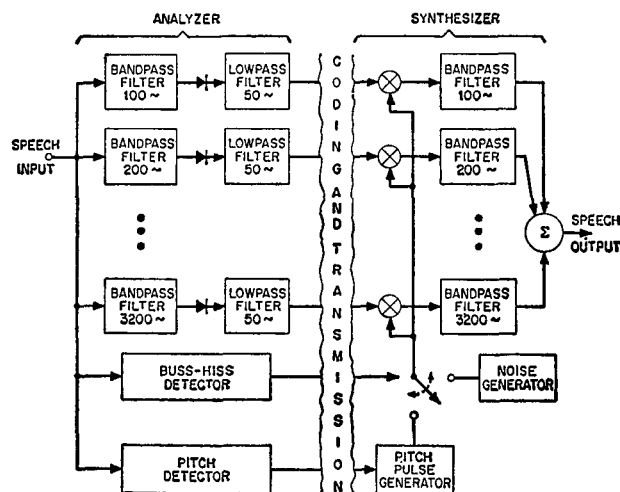 ANALYZER
SYNTHESIZER
BANDPASS
FILTER
100~
LOWPASS
FILTER
50~
BANDPASS
FILTER
100~
SPEECH
INPUT
BANDPASS
FILTER
200~
LOWPASS
FILTER
50~
CODING AND TRANSMISSION
BANDPASS
FILTER
200~
Σ
SPEECH
OUTPUT
BANDPASS
FILTER
3200~
LOWPASS
FILTER
50~
BANDPASS
FILTER
3200~
BUSS-HISS
DETECTOR
NOISE
GENERATOR
PITCH
DETECTOR
PITCH
PULSE
GENERATOR